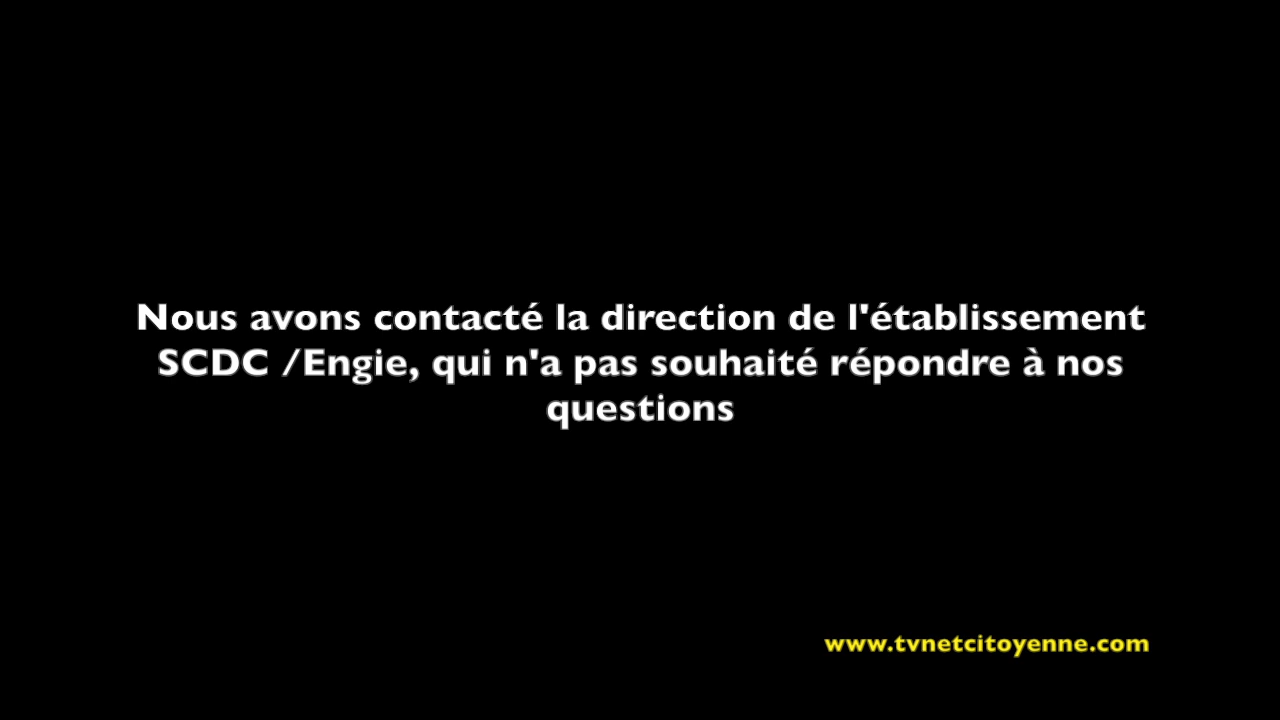 Nous avons contacté la direction de l'établissement
SCDC /Engie, qui n'a pas souhaité répondre à nos
questions
www.tvnetcitoyenne.com